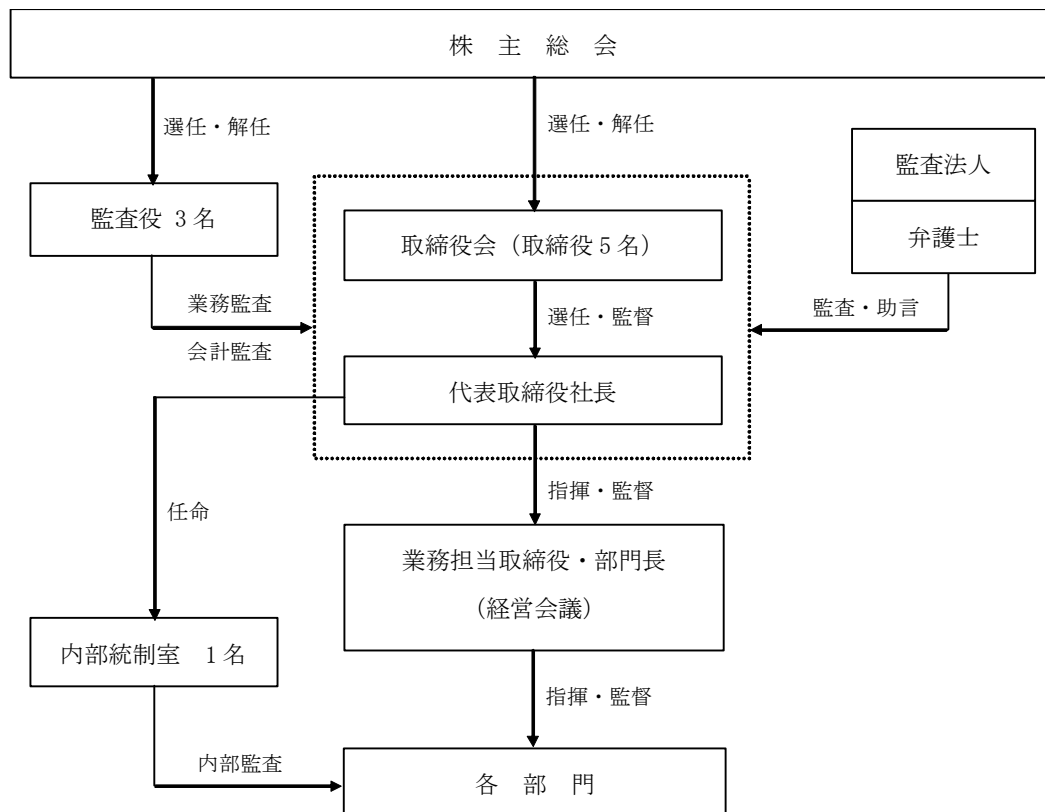 株 主 総 会
選任・解任
選任・解任
監査法人
弁護士
監査役 3名
取締役会（取締役5名）
業務監査
会計監査
選任・監督
監査・助言
代表取締役社長
指揮・監督
任命
業務担当取締役・部門長
（経営会議）
内部統制室 1名
指揮・監督
内部監査
各 部 門